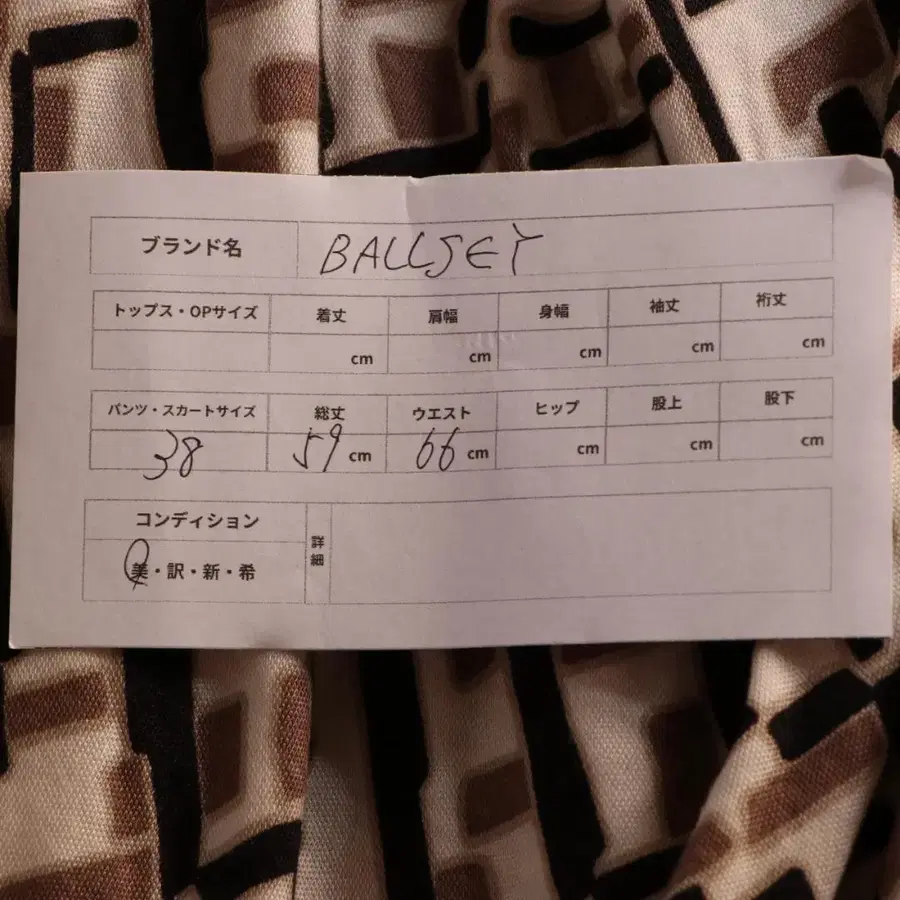 ブランド名 BALLSEY
トップス・OPサイズ 着丈 肩幅 身幅 袖丈 裄丈
cm cm cm cm cm
パンツ・スカートサイズ 総丈 ウエスト ヒップ 股上 股下
38 59 cm 66 cm cm cm cm
コンディション 詳細
美・訳・新・希